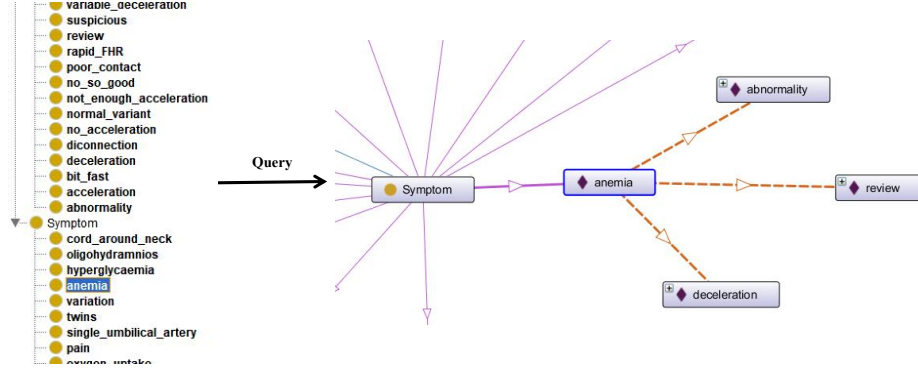 variable_deceleration
suspicious
review
rapid_FHR
poor_contact
no_so_good
not_enough_acceleration
normal_variant
no_acceleration
diconnection
deceleration
bit_fast
acceleration
abnormality
Symptom
cord_around_neck
oligohydramnios
hyperglycaemia
anemia
variation
twins
single_umbilical_artery
pain
oxygen_uptake
Query
abnormality
Symptom
anemia
review
deceleration